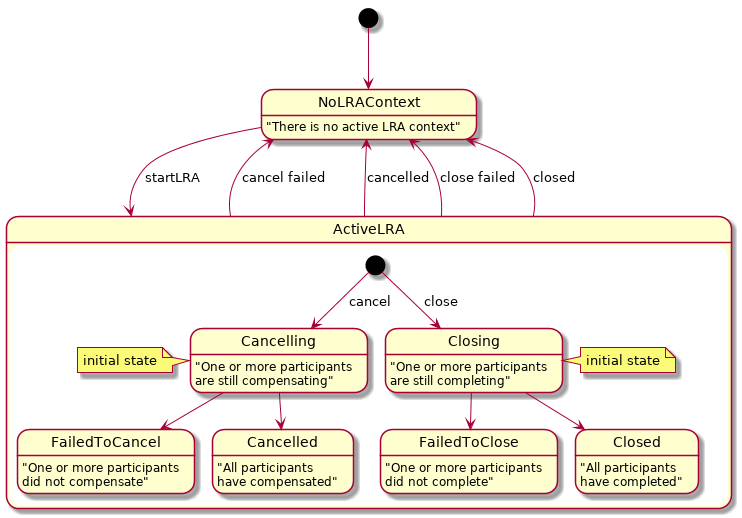 NoLRAContext
"There is no active LRA context"
startLRA
cancel failed
cancelled
close failed
closed
ActiveLRA
cancel
close
Cancelling
"One or more participants
are still compensating"
initial state
Closing
"One or more participants
are still completing"
initial state
FailedToCancel
"One or more participants
did not compensate"
Cancelled
"All participants
have compensated"
FailedToClose
"One or more participants
did not complete"
Closed
"All participants
have completed"